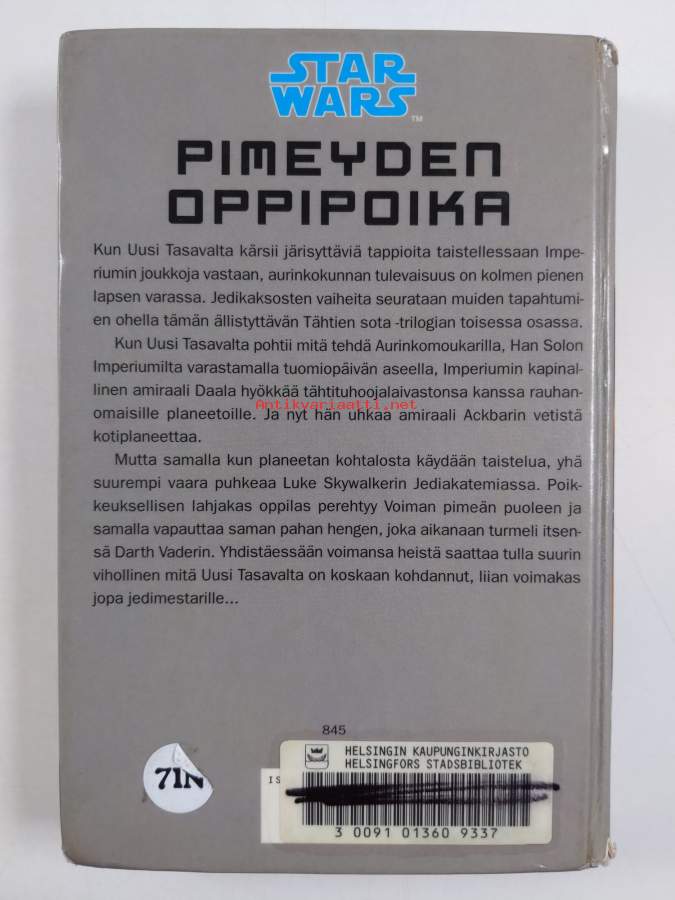 STAR
WARS
™
PIMEYDEN
OPPIPOIKA
Kun Uusi Tasavalta kärsii järisyttäviä tappioita taistellessaan Impe-
riumin joukkoja vastaan, aurinkokunnan tulevaisuus on kolmen pienen
lapsen varassa. Jedikaksosten vaiheita seurataan muiden tapahtumi-
en ohella tämän ällistyttävän Tähtien sota -trilogian toisessa osassa.
Kun Uusi Tasavalta pohtii mitä tehdä Aurinkomoukarilla, Han Solon
Imperiumilta varastamalla tuomiopäivän aseella, Imperiumin kapinal-
linen amiraali Daala hyökkää tähtituhoojalaivastonsa kanssa rauhan-
omaisille planeetoille. Ja nyt hän uhkaa amiraali Ackbarin vetistä
kotiplaneettaa.
Antikvariaatti.net
Mutta samalla kun planeetan kohtalosta käydään taistelua, yhä
suurempi vaara puhkeaa Luke Skywalkerin Jediakatemiassa. Poik-
keuksellisen lahjakas oppilas perehtyy Voiman pimeän puoleen ja
samalla vapauttaa saman pahan hengen, joka aikanaan turmeli itsen-
sä Darth Vaderin. Yhdistäessään voimansa heistä saattaa tulla suurin
vihollinen mitä Uusi Tasavalta on koskaan kohdannut, liian voimakas
jopa jedimestarille...
845
71N
IS
HELSINGIN KAUPUNGINKIRJASTO
HELSINGFORS STADSBIBLIOTEK
3 0091 01360 9337